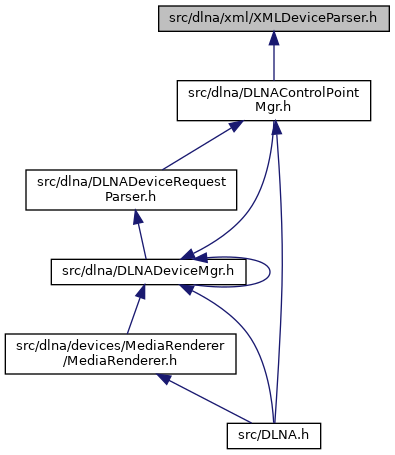 src/dlna/xml/XMLDeviceParser.h
src/dlna/DLNAControlPoint
Mgr.h
src/dlna/DLNADeviceRequest
Parser.h
src/dlna/DLNADeviceMgr.h
src/dlna/devices/MediaRenderer
/MediaRenderer.h
src/DLNA.h